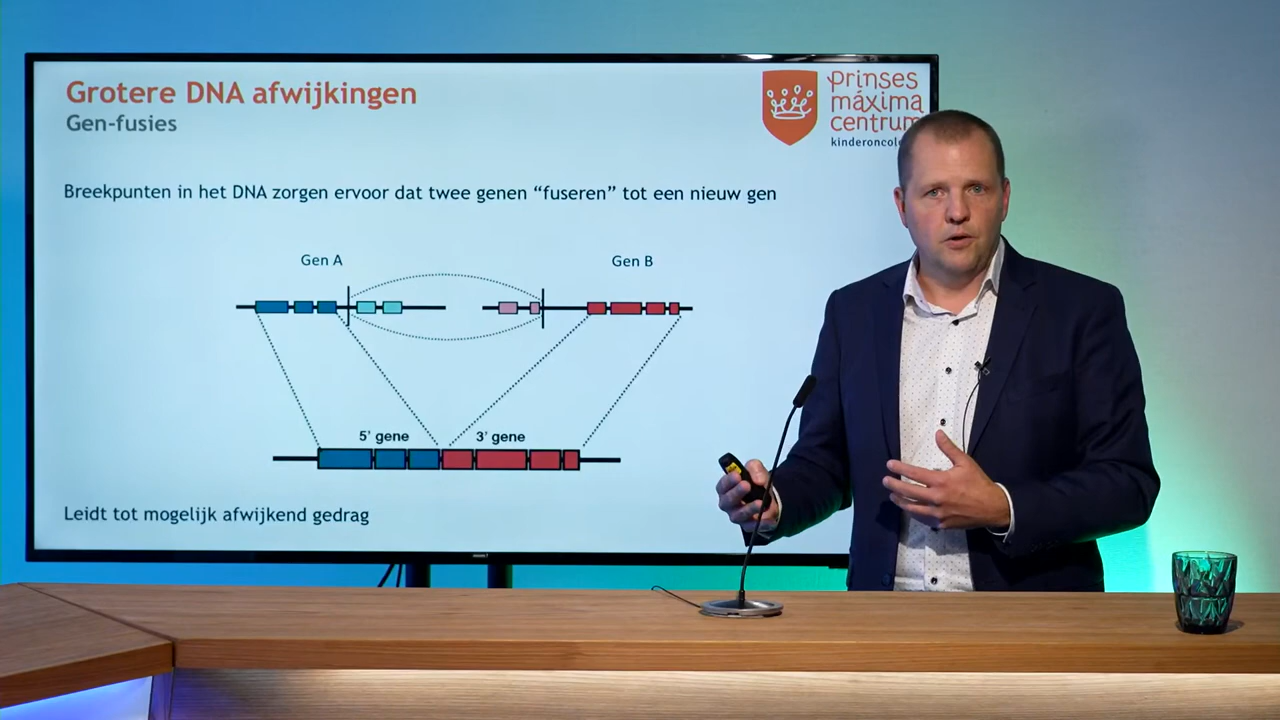 Grotere DNA afwijkingen
Gen-fusies
prinses
máxima
centrum
Breekpunten in het DNA zorgen ervoor dat twee genen “fuseren” tot een nieuw gen
Gen A
Gen B
5' gene
3' gene
Leidt tot mogelijk afwijkend gedrag